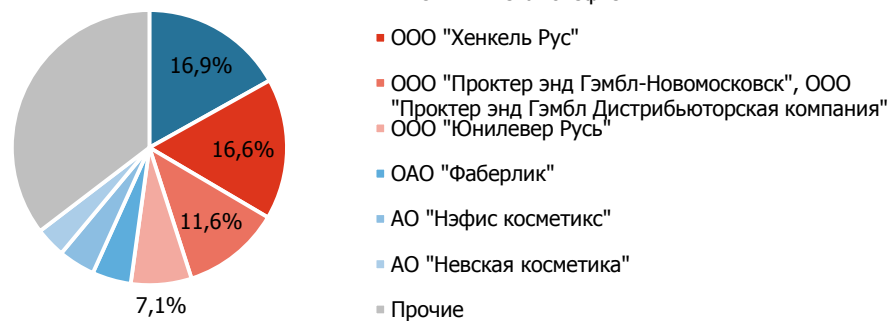 16,9%
ООО "Хенкель Рус"
ООО "Проктер энд Гэмбл-Новомосковск", ООО
"Проктер энд Гэмбл Дистрибьюторская компания"
16,6%
ООО "Юнилевер Русь"
ОАО "Фаберлик"
11,6%
АО "Нэфис косметикс"
АО "Невская косметика"
7,1%
Прочие